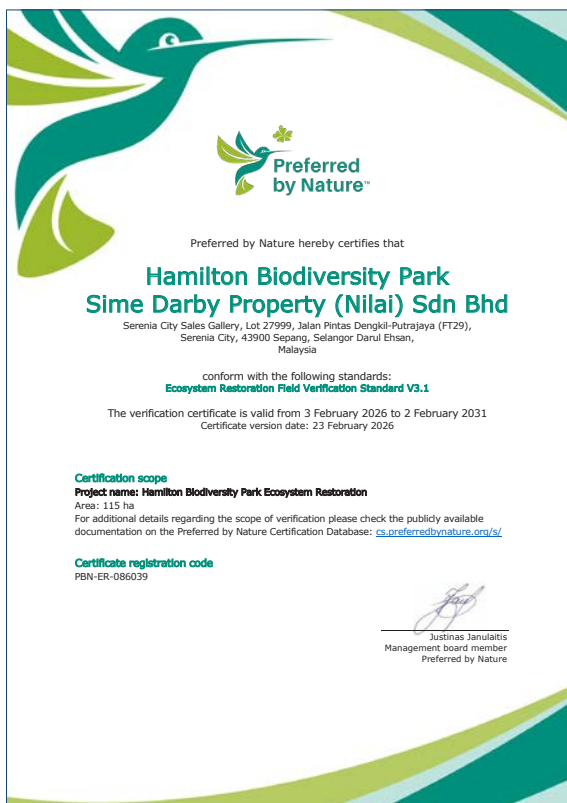 Preferred
by Nature™
Preferred by Nature hereby certifies that
Hamilton Biodiversity Park
Sime Darby Property (Nilai) Sdn Bhd
Serenia City Sales Gallery, Lot 27999, Jalan Pintas Dengkil-Putrajaya (FT29),
Serenia City, 43900 Sepang, Selangor Darul Ehsan,
Malaysia
conform with the following standards:
Ecosystem Restoration Field Verification Standard V3.1
The verification certificate is valid from 3 February 2026 to 2 February 2031
Certificate version date: 23 February 2026
Certification scope
Project name: Hamilton Biodiversity Park Ecosystem Restoration
Area: 115 ha
For additional details regarding the scope of verification please check the publicly available
documentation on the Preferred by Nature Certification Database: cs.preferredbynature.org/s/
Certificate registration code
PBN-ER-086039
Justinas Janulaitis
Management board member
Preferred by Nature